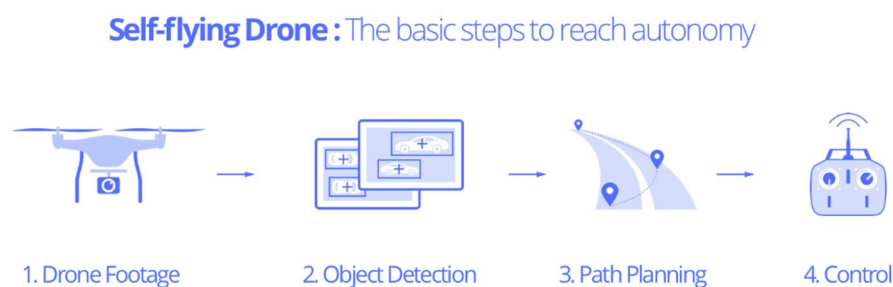 Self-flying Drone : The basic steps to reach autonomy
1. Drone Footage
2. Object Detection
3. Path Planning
4. Control